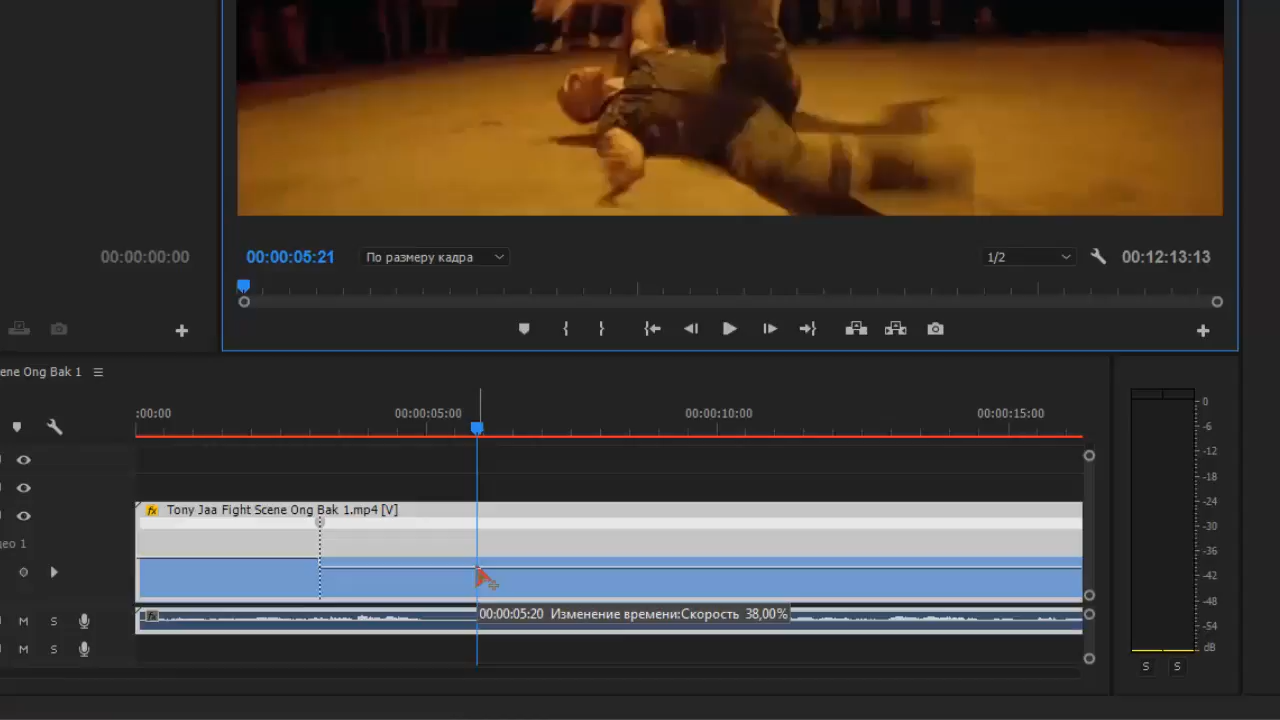 00:00:00:00
00:00:05:21
По размеру кадра
1/2
00:12:13:13
ene Ong Bak 1
:00:00
00:00:05:00
00:00:10:00
00:00:15:00
fx Tony Jaa Fight Scene Ong Bak 1.mp4 [V]
део 1
00:00:05:20 Изменение времени:Скорость 38,00%
fx
M S
M S
0
-6
-12
-18
-24
-30
-36
-42
-48
-54
dB
S S